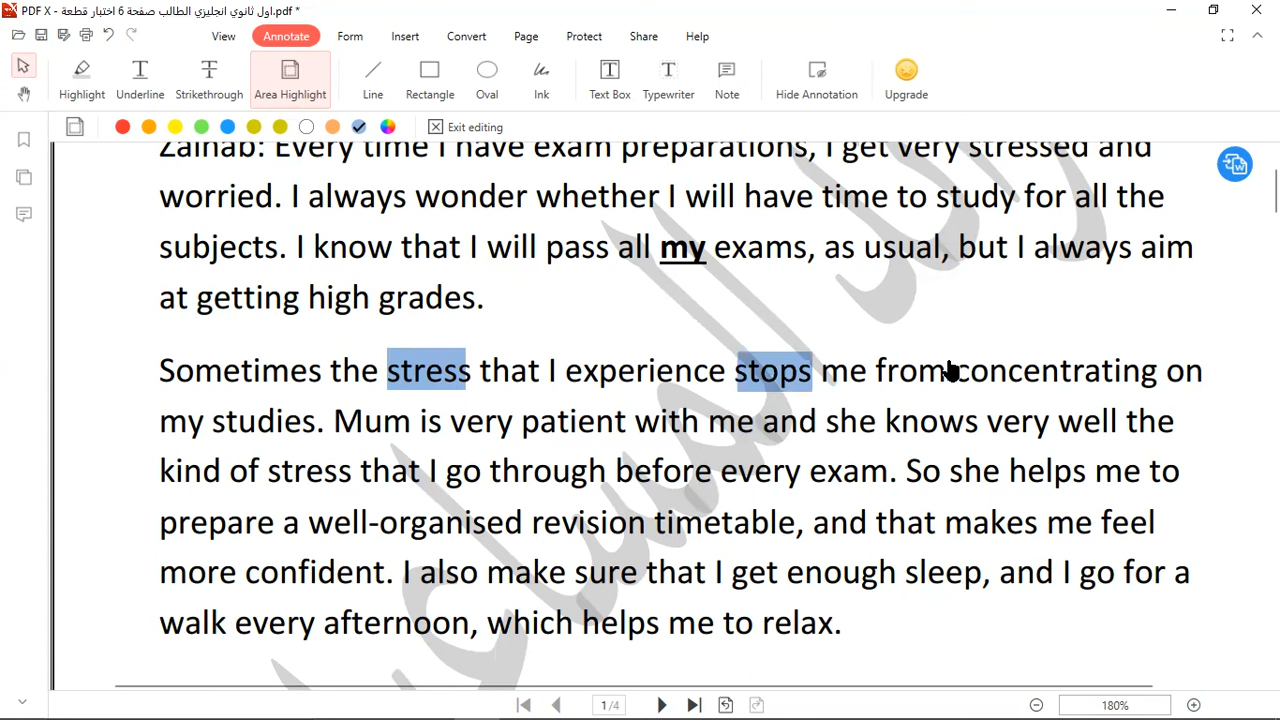 PDF X - اول ثانوي انجليزي الطالب صفحة 6 اختبار قطعة.pdf *
View Annotate Form Insert Convert Page Protect Share Help
Highlight Underline Strikethrough Area Highlight Line Rectangle Oval Ink Text Box Typewriter Note Hide Annotation Upgrade
Exit editing
Zainab: Every time I have exam preparations, I get very stressed and
worried. I always wonder whether I will have time to study for all the
subjects. I know that I will pass all my exams, as usual, but I always aim
at getting high grades.
Sometimes the stress that I experience stops me from concentrating on
my studies. Mum is very patient with me and she knows very well the
kind of stress that I go through before every exam. So she helps me to
prepare a well-organised revision timetable, and that makes me feel
more confident. I also make sure that I get enough sleep, and I go for a
walk every afternoon, which helps me to relax.
1/4 180%